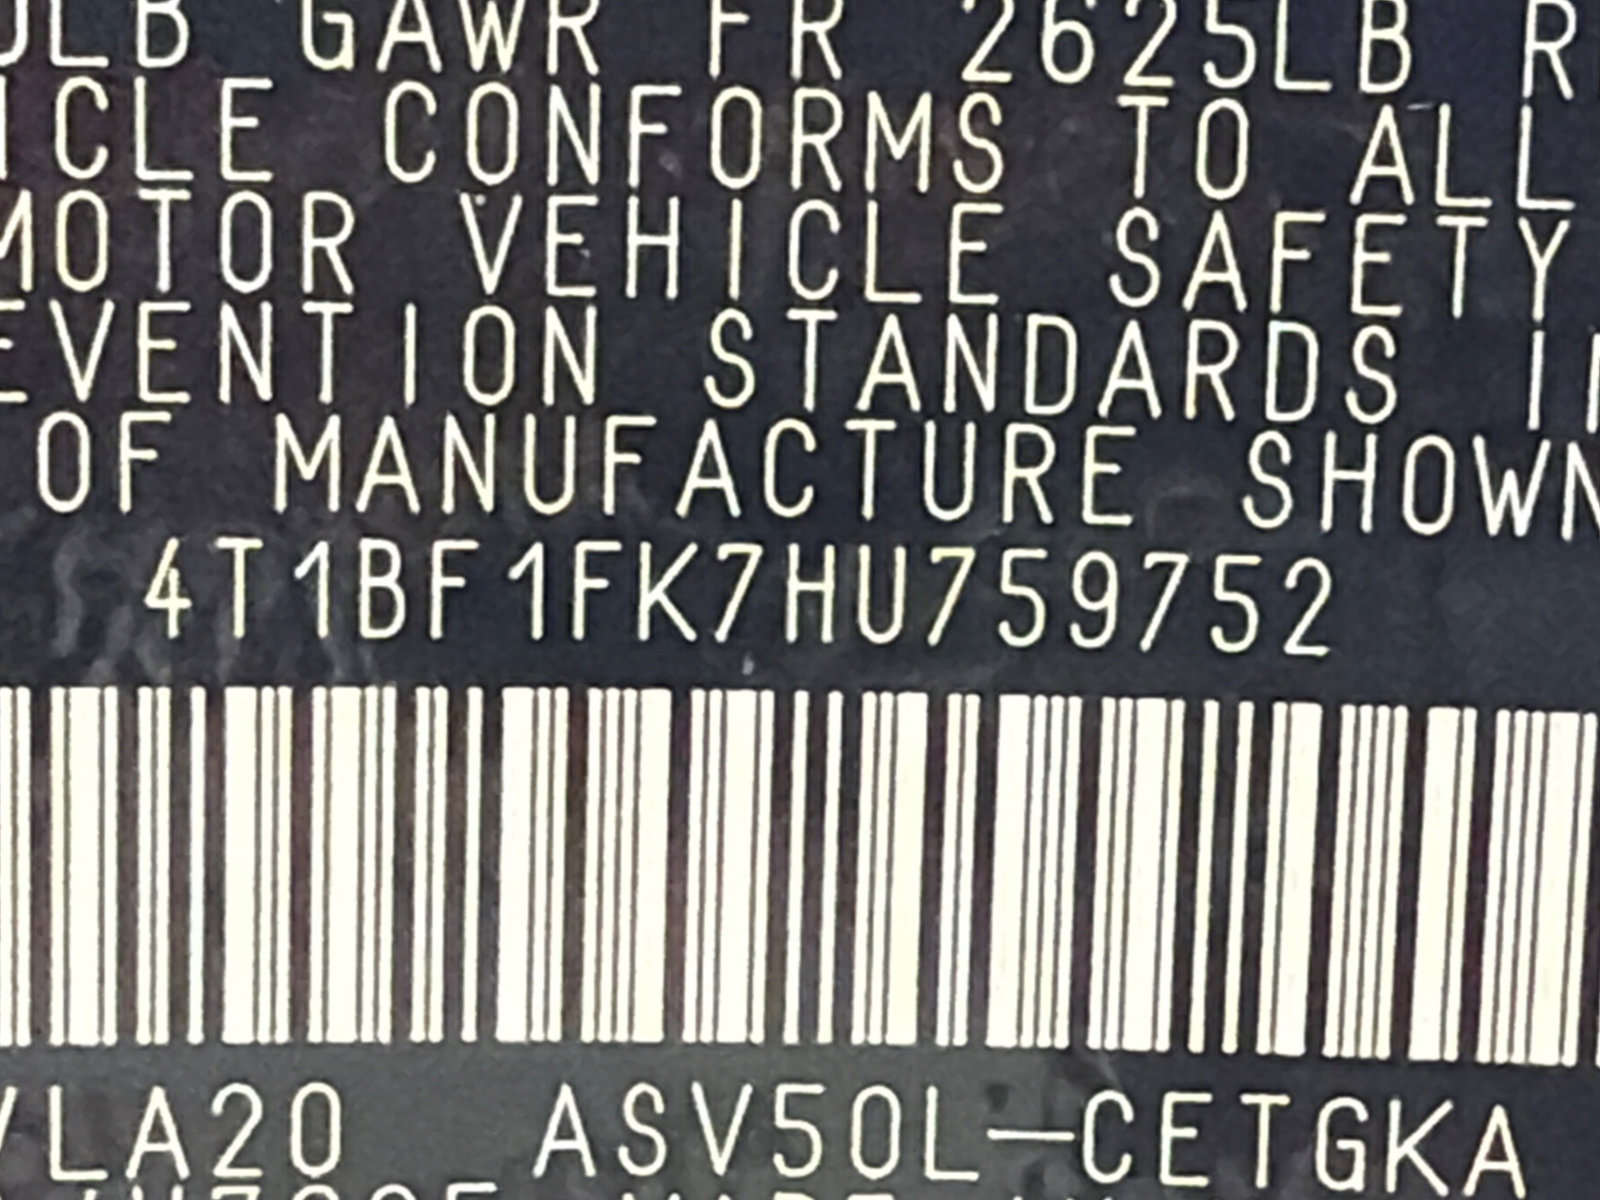 LB GAWR FR 2625LB R
ICLE CONFORMS TO ALL
MOTOR VEHICLE SAFETY
EVENTION STANDARDS IN
OF MANUFACTURE SHOWN
4T1BF1FK7HU759752
VLA20 ASV50L-CETGKA